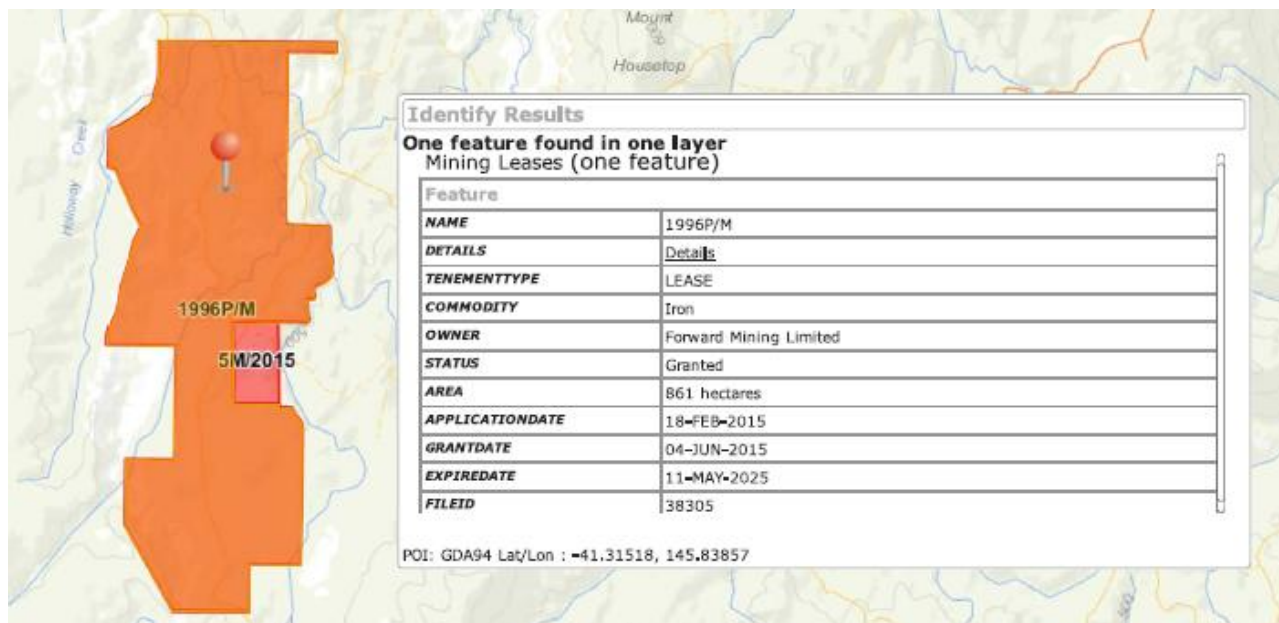 Mount
Housetop
Holloway Creek
1996P/M
5M/2015
Identify Results
One feature found in one layer
Mining Leases (one feature)
Feature
NAME 1996P/M
DETAILS Details
TENEMENTTYPE LEASE
COMMODITY Iron
OWNER Forward Mining Limited
STATUS Granted
AREA 861 hectares
APPLICATIONDATE 18-FEB-2015
GRANTDATE 04-JUN-2015
EXPIREDATE 11-MAY-2025
FILEID 38305
POI: GDA94 Lat/Lon : -41.31518, 145.83857